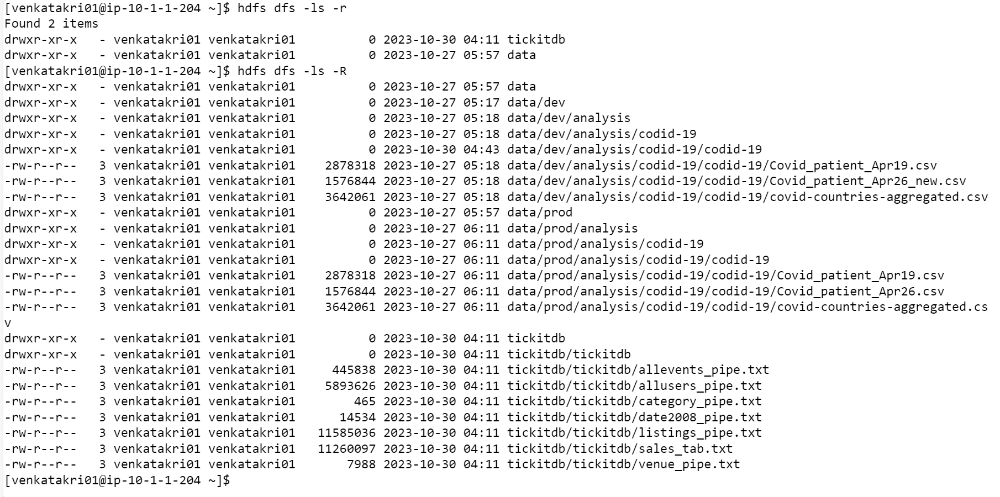 [venkatakri01@ip-10-1-1-204 ~]$ hdfs dfs -ls -r
Found 2 items
drwxr-xr-x   - venkatakri01 venkatakri01          0 2023-10-30 04:11 tickitdb
drwxr-xr-x   - venkatakri01 venkatakri01          0 2023-10-27 05:57 data
[venkatakri01@ip-10-1-1-204 ~]$ hdfs dfs -ls -R
drwxr-xr-x   - venkatakri01 venkatakri01          0 2023-10-27 05:57 data
drwxr-xr-x   - venkatakri01 venkatakri01          0 2023-10-27 05:17 data/dev
drwxr-xr-x   - venkatakri01 venkatakri01          0 2023-10-27 05:18 data/dev/analysis
drwxr-xr-x   - venkatakri01 venkatakri01          0 2023-10-27 05:18 data/dev/analysis/codid-19
drwxr-xr-x   - venkatakri01 venkatakri01          0 2023-10-30 04:43 data/dev/analysis/codid-19/codid-19
-rw-r--r--   3 venkatakri01 venkatakri01    2878318 2023-10-27 05:18 data/dev/analysis/codid-19/codid-19/Covid_patient_Apr19.csv
-rw-r--r--   3 venkatakri01 venkatakri01    1576844 2023-10-27 05:18 data/dev/analysis/codid-19/codid-19/Covid_patient_Apr26_new.csv
-rw-r--r--   3 venkatakri01 venkatakri01    3642061 2023-10-27 05:18 data/dev/analysis/codid-19/codid-19/covid-countries-aggregated.csv
drwxr-xr-x   - venkatakri01 venkatakri01          0 2023-10-27 05:57 data/prod
drwxr-xr-x   - venkatakri01 venkatakri01          0 2023-10-27 06:11 data/prod/analysis
drwxr-xr-x   - venkatakri01 venkatakri01          0 2023-10-27 06:11 data/prod/analysis/codid-19
drwxr-xr-x   - venkatakri01 venkatakri01          0 2023-10-27 06:11 data/prod/analysis/codid-19/codid-19
-rw-r--r--   3 venkatakri01 venkatakri01    2878318 2023-10-27 06:11 data/prod/analysis/codid-19/codid-19/Covid_patient_Apr19.csv
-rw-r--r--   3 venkatakri01 venkatakri01    1576844 2023-10-27 06:11 data/prod/analysis/codid-19/codid-19/Covid_patient_Apr26.csv
-rw-r--r--   3 venkatakri01 venkatakri01    3642061 2023-10-27 06:11 data/prod/analysis/codid-19/codid-19/covid-countries-aggregated.cs
v
drwxr-xr-x   - venkatakri01 venkatakri01          0 2023-10-30 04:11 tickitdb
drwxr-xr-x   - venkatakri01 venkatakri01          0 2023-10-30 04:11 tickitdb/tickitdb
-rw-r--r--   3 venkatakri01 venkatakri01     445838 2023-10-30 04:11 tickitdb/tickitdb/allevents_pipe.txt
-rw-r--r--   3 venkatakri01 venkatakri01    5893626 2023-10-30 04:11 tickitdb/tickitdb/allusers_pipe.txt
-rw-r--r--   3 venkatakri01 venkatakri01        465 2023-10-30 04:11 tickitdb/tickitdb/category_pipe.txt
-rw-r--r--   3 venkatakri01 venkatakri01      14534 2023-10-30 04:11 tickitdb/tickitdb/date2008_pipe.txt
-rw-r--r--   3 venkatakri01 venkatakri01   11585036 2023-10-30 04:11 tickitdb/tickitdb/listings_pipe.txt
-rw-r--r--   3 venkatakri01 venkatakri01   11260097 2023-10-30 04:11 tickitdb/tickitdb/sales_tab.txt
-rw-r--r--   3 venkatakri01 venkatakri01       7988 2023-10-30 04:11 tickitdb/tickitdb/venue_pipe.txt
[venkatakri01@ip-10-1-1-204 ~]$